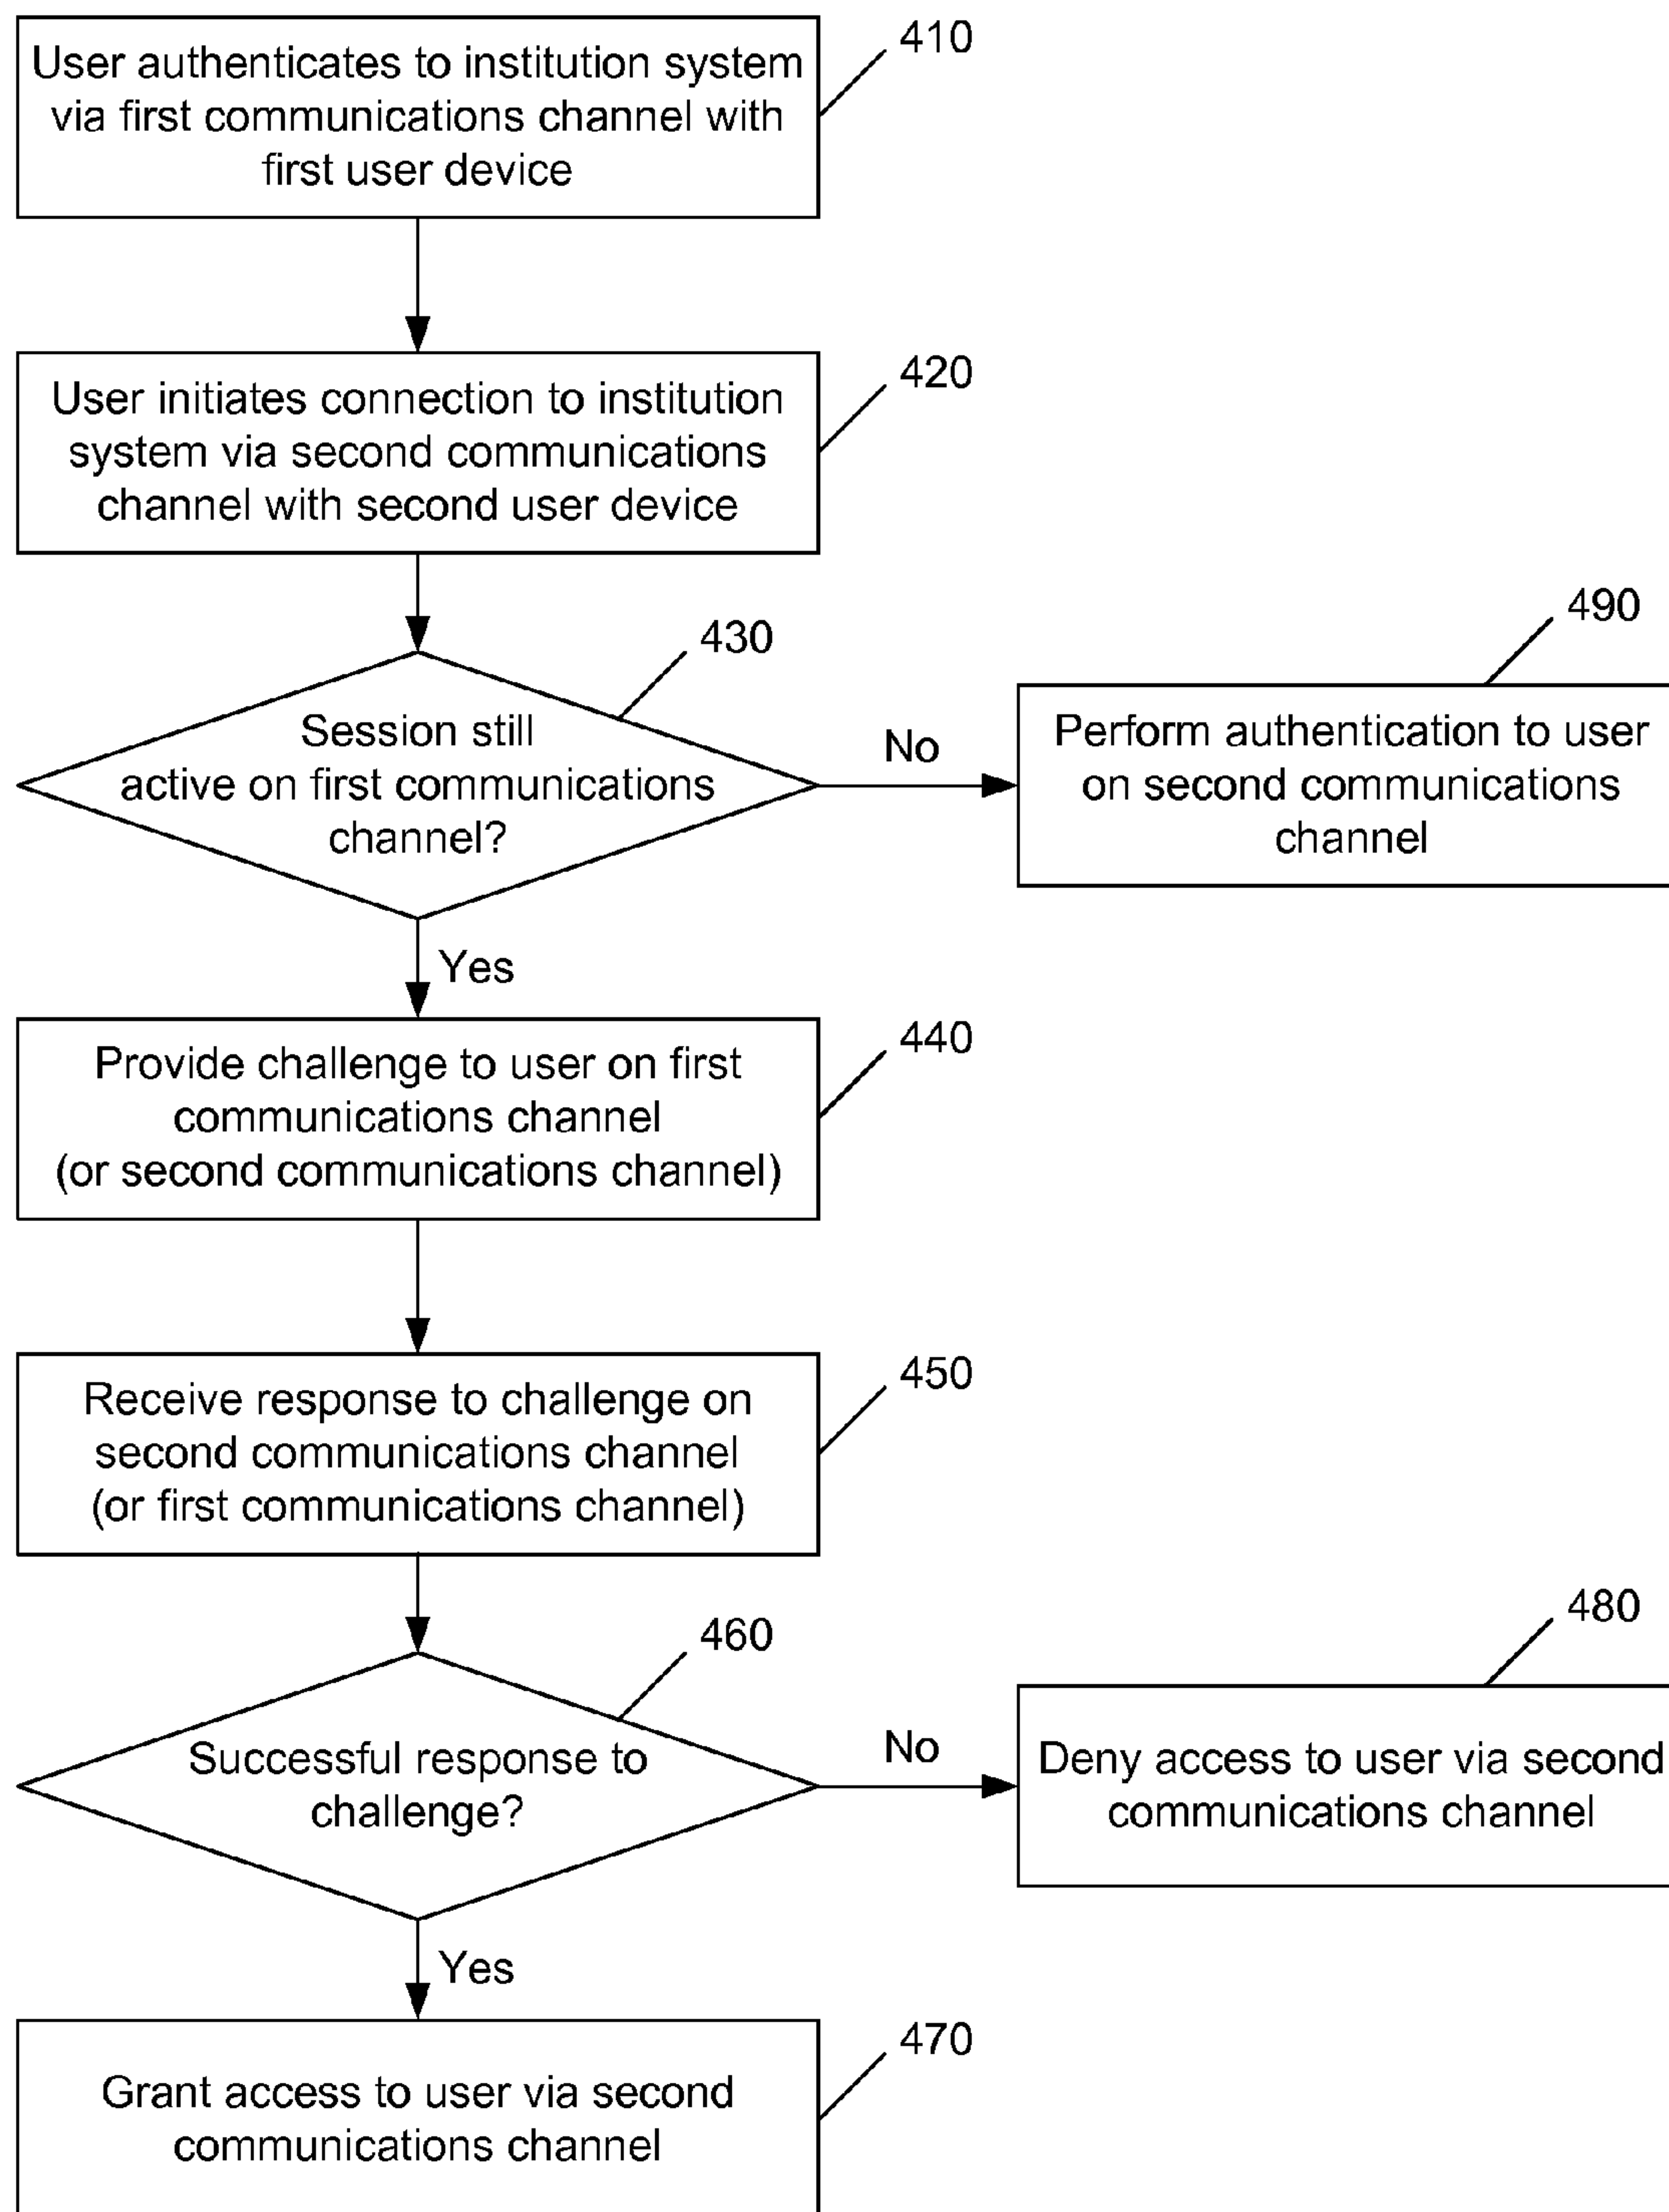 User authenticates to institution system
via first communications channel with
first user device
410
User initiates connection to institution
system via second communications
channel with second user device
420
Session still
active on first communications
channel?
430
No
Perform authentication to user
on second communications
channel
490
Yes
Provide challenge to user on first
communications channel
(or second communications channel)
440
Receive response to challenge on
second communications channel
(or first communications channel)
450
Successful response to
challenge?
460
No
Deny access to user via second
communications channel
480
Yes
Grant access to user via second
communications channel
470